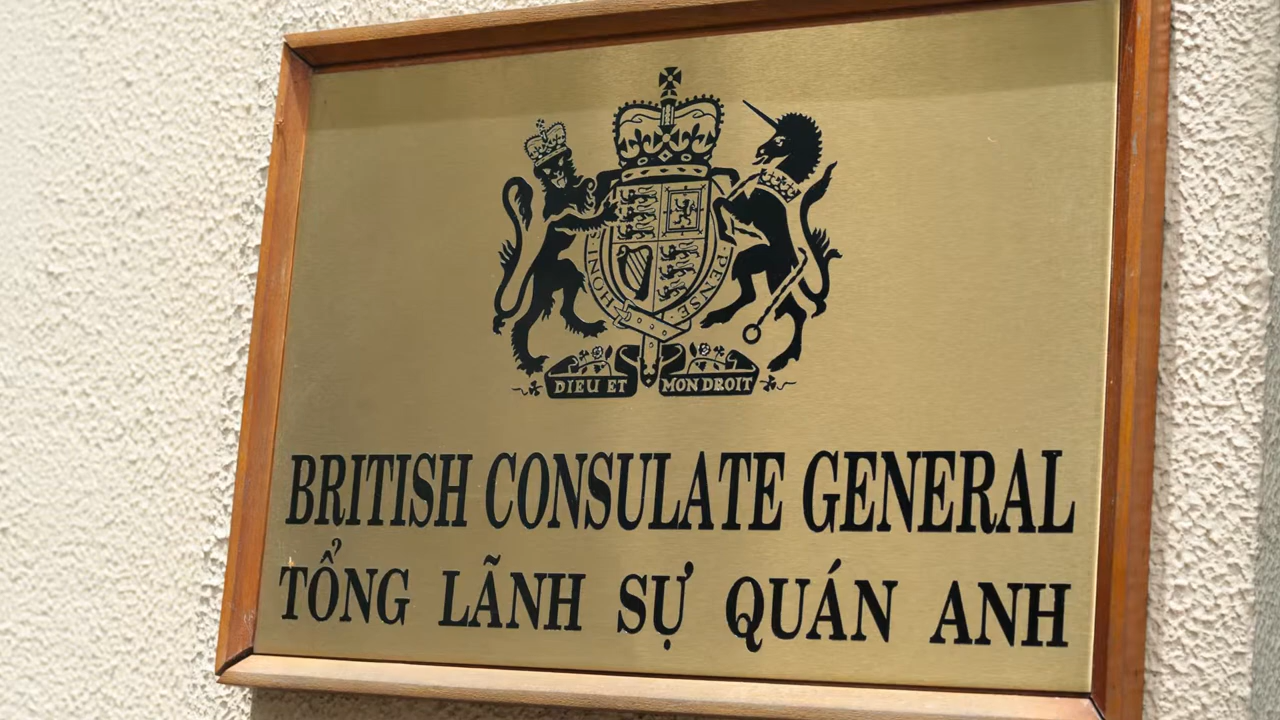 HONI S
PENSE
DIEU ET MON DROIT
BRITISH CONSULATE GENERAL
TỔNG LÃNH SỰ QUÁN ANH